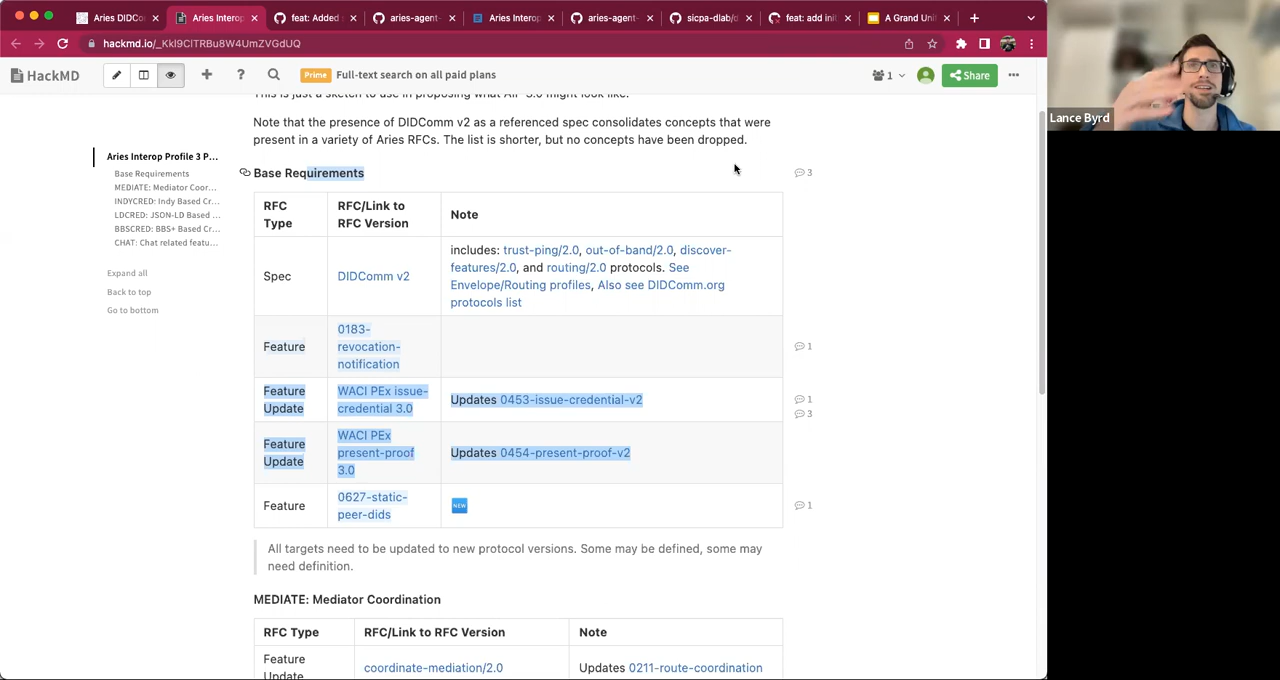 Aries DIDCo
Aries Interop
feat: Added
aries-agent-
Aries Interop
aries-agent-
sicpa-dlab/d
feat: add ini
A Grand Uni
hackmd.io/_KkI9ClTRBu8W4UmZVGdUQ
HackMD
Prime Full-text search on all paid plans
1
Share
Lance Byrd
Note that the presence of DIDComm v2 as a referenced spec consolidates concepts that were
present in a variety of Aries RFCs. The list is shorter, but no concepts have been dropped.
Aries Interop Profile 3 P...
Base Requirements
MEDIATE: Mediator Coor...
INDYCRED: Indy Based Cr...
LDCRED: JSON-LD Based ...
BBSCRED: BBS+ Based Cr...
CHAT: Chat related featu...
Expand all
Back to top
Go to bottom
Base Requirements
3
RFC
Type
RFC/Link to
RFC Version
Note
Spec
DIDComm v2
includes: trust-ping/2.0, out-of-band/2.0, discover-
features/2.0, and routing/2.0 protocols. See
Envelope/Routing profiles, Also see DIDComm.org
protocols list
Feature
0183-
revocation-
notification
1
Feature
Update
WACI PEx issue-
credential 3.0
Updates 0453-issue-credential-v2
1
3
Feature
Update
WACI PEx
present-proof
3.0
Updates 0454-present-proof-v2
Feature
0627-static-
peer-dids
NEW
1
All targets need to be updated to new protocol versions. Some may be defined, some may
need definition.
MEDIATE: Mediator Coordination
RFC Type
RFC/Link to RFC Version
Note
Feature
Update
coordinate-mediation/2.0
Updates 0211-route-coordination